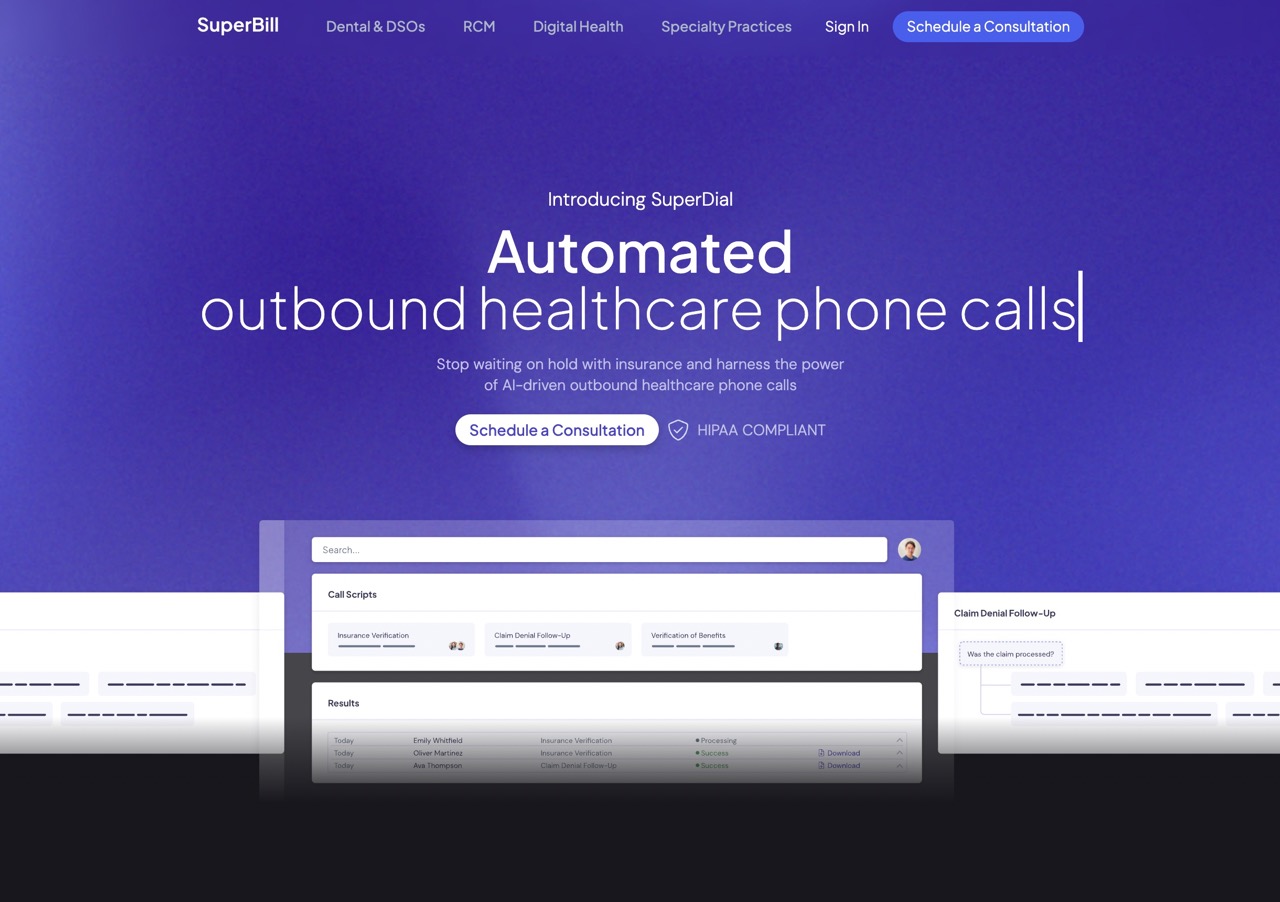 SuperBill
Dental & DSOs
RCM
Digital Health
Specialty Practices
Sign In
Schedule a Consultation
Introducing SuperDial
Automated
outbound healthcare phone calls
Stop waiting on hold with insurance and harness the power
of AI-driven outbound healthcare phone calls
Schedule a Consultation
HIPAA COMPLIANT
Search...
Call Scripts
Insurance Verification
Claim Denial Follow-Up
Verification of Benefits
Results
Today Emily Whitfield Insurance Verification Processing
Today Oliver Martinez Insurance Verification Success Download
Today Ava Thompson Claim Denial Follow-Up Success Download
Claim Denial Follow-Up
Was the claim processed?